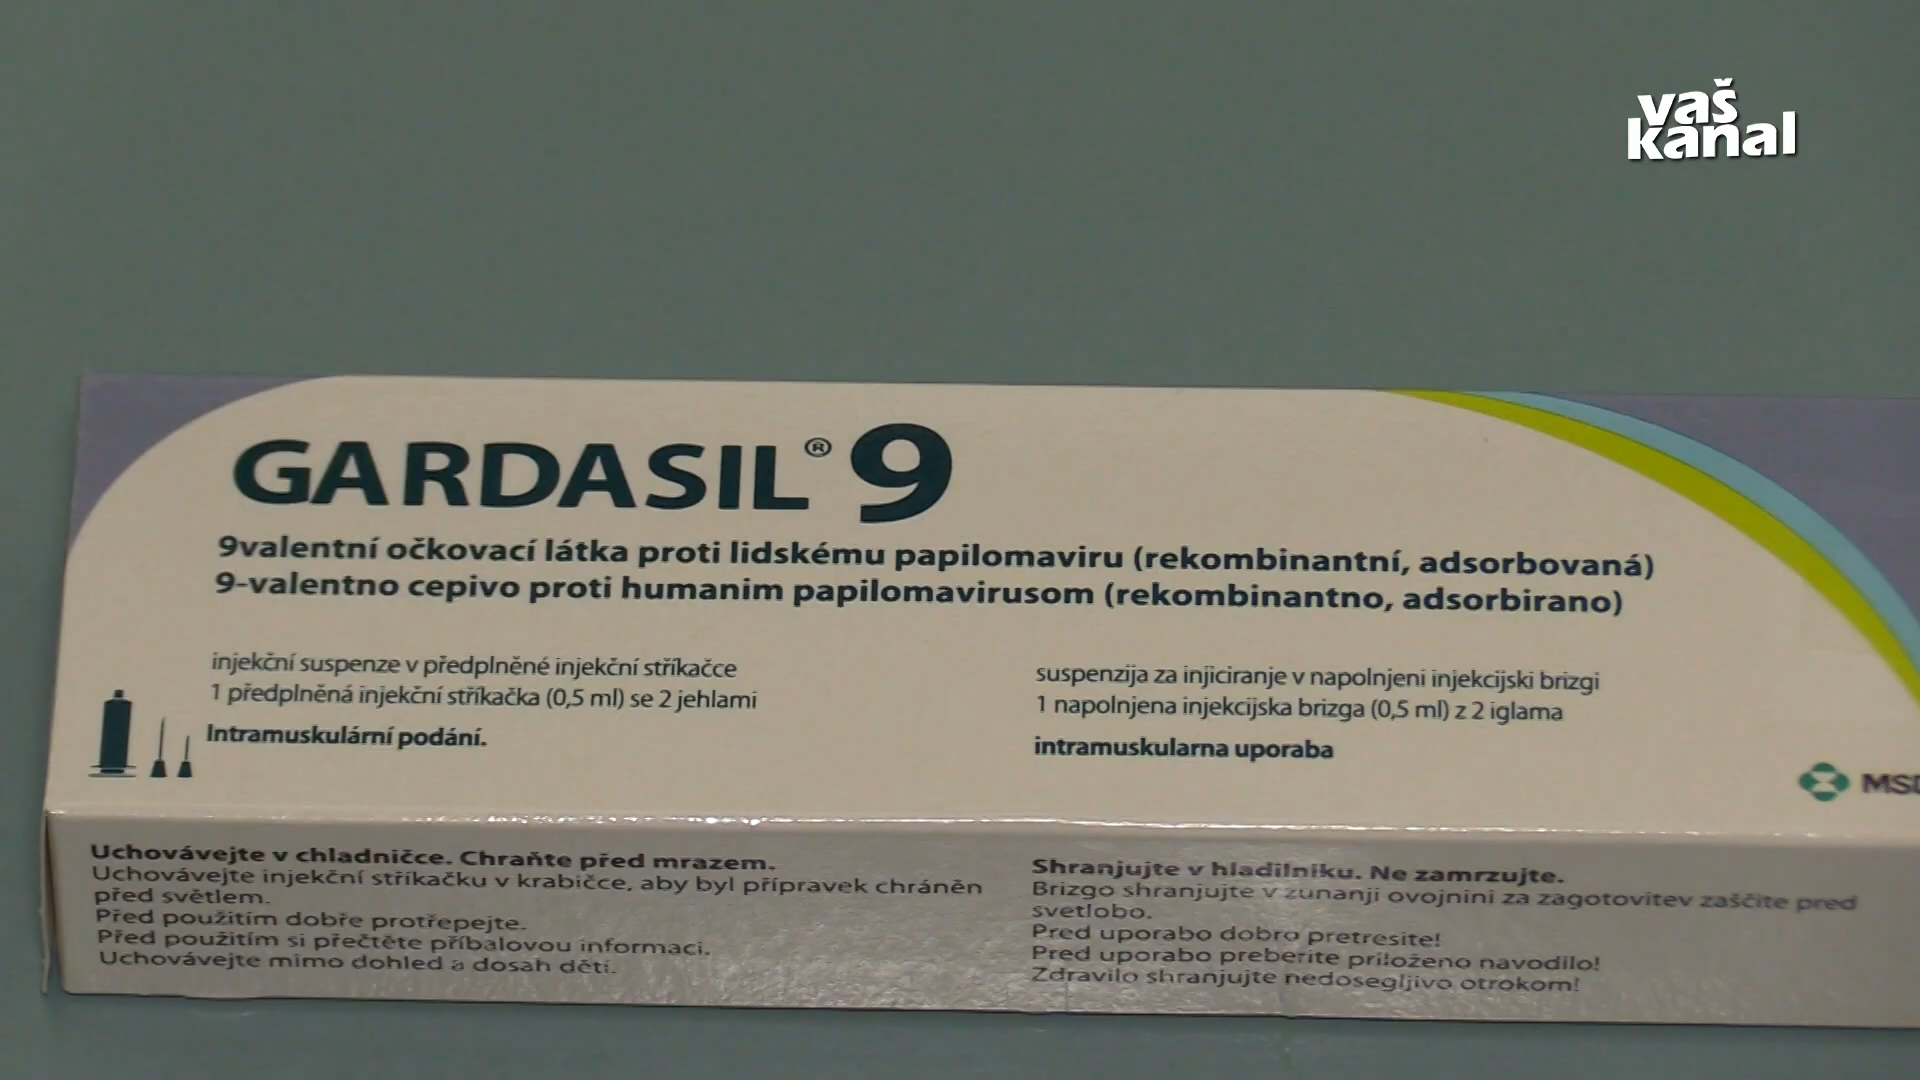 vaš
kanal
GARDASIL® 9
9valentní očkovací látka proti lidskému papilomaviru (rekombinantní, adsorbovaná)
9-valentno cepivo proti humanim papilomavirusom (rekombinantno, adsorbirano)
injekční suspenze v předplněné injekční stříkačce
1 předplněná injekční stříkačka (0,5 ml) se 2 jehlami
Intramuskulární podání.
suspenzija za injiciranje v napolnjeni injekcijski brizgi
1 napolnjena injekcijska brizga (0,5 ml) z 2 iglama
intramuskularna uporaba
MSD
Uchovávejte v chladničce. Chraňte před mrazem.
Uchovávejte injekční stříkačku v krabičce, aby byl přípravek chráněn
před světlem.
Před použitím dobře protřepejte.
Před použitím si přečtěte příbalovou informaci.
Uchovávejte mimo dohled a dosah dětí.
Shranjujte v hladilniku. Ne zamrzujte.
Brizgo shranjujte v zunanji ovojnini za zagotovitev zaščite pred
svetlobo.
Pred uporabo dobro pretresite!
Pred uporabo preberite priloženo navodilo!
Zdravilo shranjujte nedosegljivo otrokom!